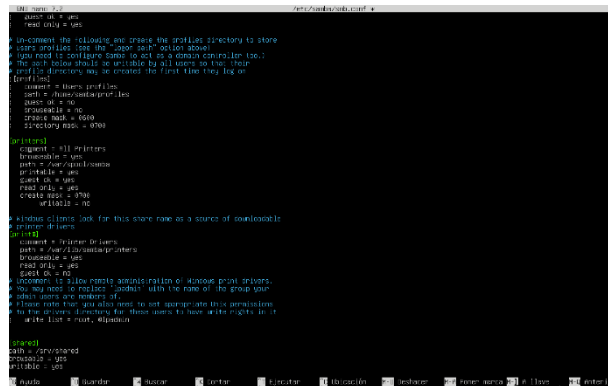 GNU nano 7.2 /etc/samba/smb.conf *
; guest ok = yes
; read only = yes
# Un-comment the following and create the profiles directory to store
# users profiles (see the "logon path" option above)
# (you need to configure Samba to act as a domain controller too.)
# The path below should be writable by all users so that their
# profile directory may be created the first time they log on
;[profiles]
; comment = Users profiles
; path = /home/samba/profiles
; guest ok = no
; browseable = no
; create mask = 0600
; directory mask = 0700
[printers]
comment = All Printers
browseable = yes
path = /var/spool/samba
printable = yes
guest ok = yes
read only = yes
create mask = 0700
writable = no
# Windows clients look for this share name as a source of downloadable
# printer drivers
[print$]
comment = Printer Drivers
path = /var/lib/samba/printers
browseable = yes
read only = yes
guest ok = no
# Uncomment to allow remote administration of Windows print drivers.
# You may need to replace 'lpadmin' with the name of the group your
# admin users are members of.
# Please note that you also need to set appropriate Unix permissions
# to the drivers directory for these users to have write rights in it
; write list = root, @lpadmin
[shared]
path = /srv/shared
browsable = yes
writable = yes
Ayuda Guardar Buscar Cortar Ejecutar Ubicación Deshacer Poner marca A llave Anterior